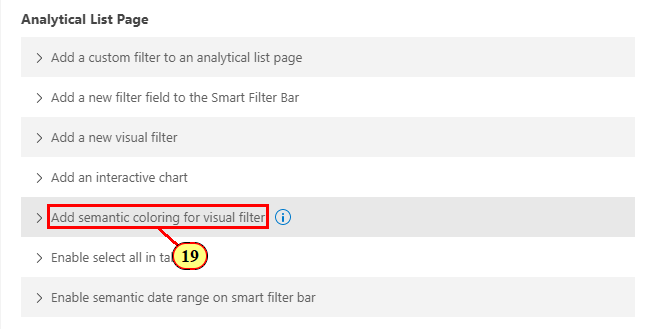 Analytical List Page
Add a custom filter to an analytical list page
Add a new filter field to the Smart Filter Bar
Add a new visual filter
Add an interactive chart
Add semantic coloring for visual filter
Enable select all in
19
Enable semantic date range on smart filter bar